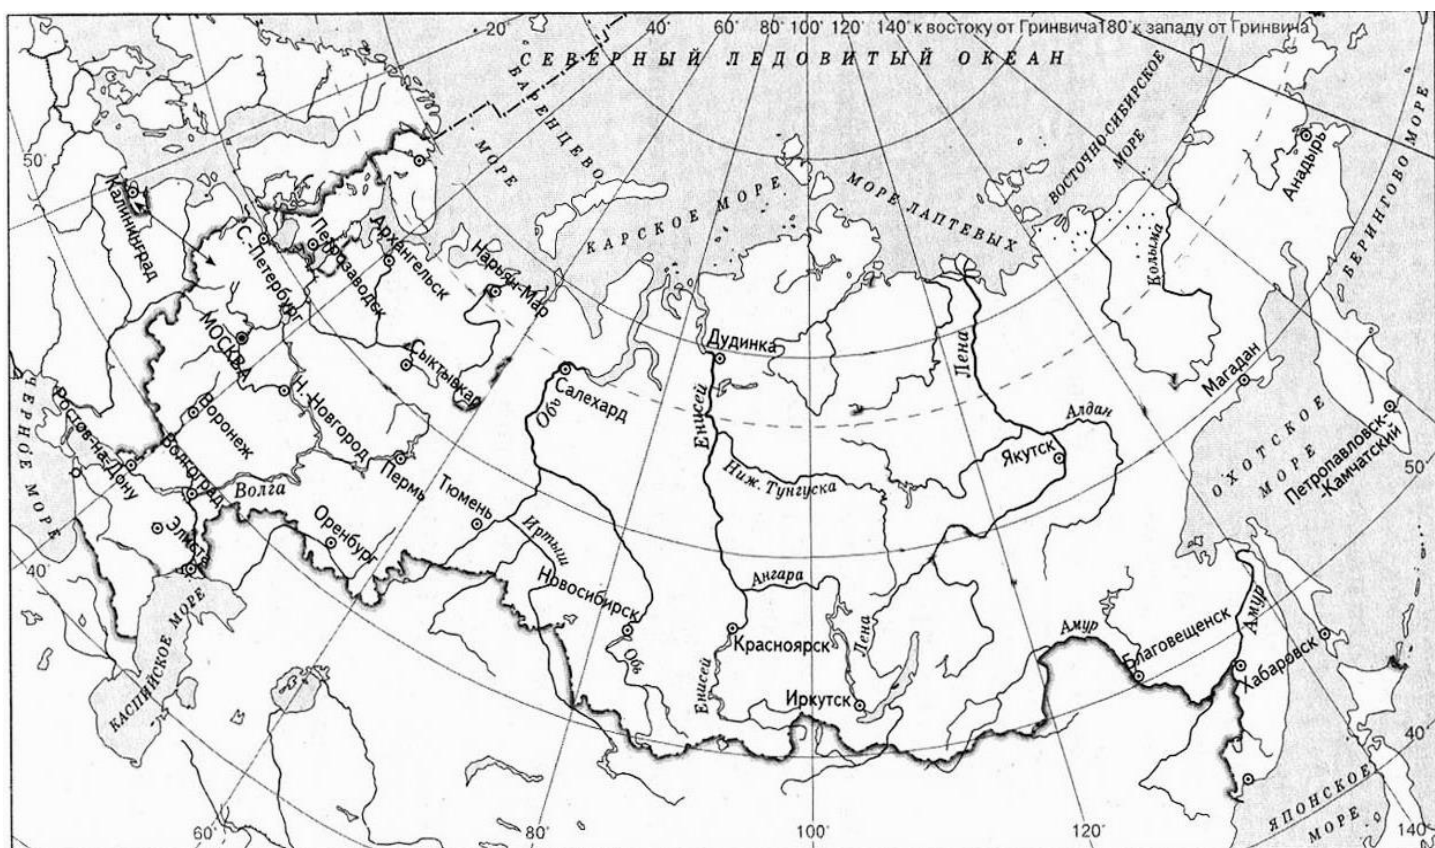 20˚
40˚
60
80
100
120
140˚ к востоку от Гринвича
180˚ к западу от Гринвича
СЕВЕРНЫЙ ЛЕДОВИТЫЙ ОКЕАН
БАРЕНЦЕВО
МОРЕ
КАРСКОЕ МОРЕ
МОРЕ ЛАПТЕВЫХ
ВОСТОЧНО-СИБИРСКОЕ
МОРЕ
БЕРИНГОВО МОРЕ
Анадырь
50˚
Калининград
С.-Петербург
Петрозаводск
Архангельск
Нарьян-Мар
Колыма
МОСКВА
Сыктывкар
Дудинка
Лена
Магадан
Салехард
Обь
Енисей
Алдан
ОХОТСКОЕ
МОРЕ
Петропавловск-
-Камчатский
50˚
ЧЕРНОЕ МОРЕ
Ростов-на-Дону
Воронеж
Н. Новгород
Волгоград
Волга
Пермь
Тюмень
Ниж. Тунгуска
Якутск
Элиста
Оренбург
Иртыш
40˚
Новосибирск
Ангара
Красноярск
Лена
Амур
Благовещенск
Амур
Хабаровск
КАСПИЙСКОЕ МОРЕ
Обь
Енисей
Иркутск
40˚
ЯПОНСКОЕ
МОРЕ
60˚
80˚
100˚
120˚
140˚